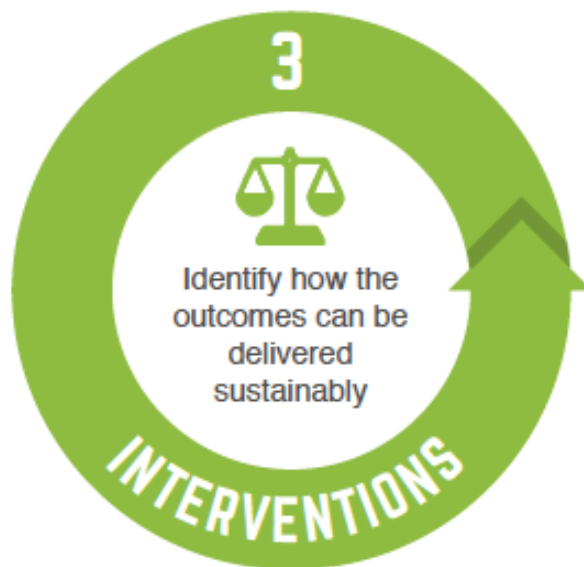 3
Identify how the
outcomes can be
delivered
sustainably
INTERVENTIONS